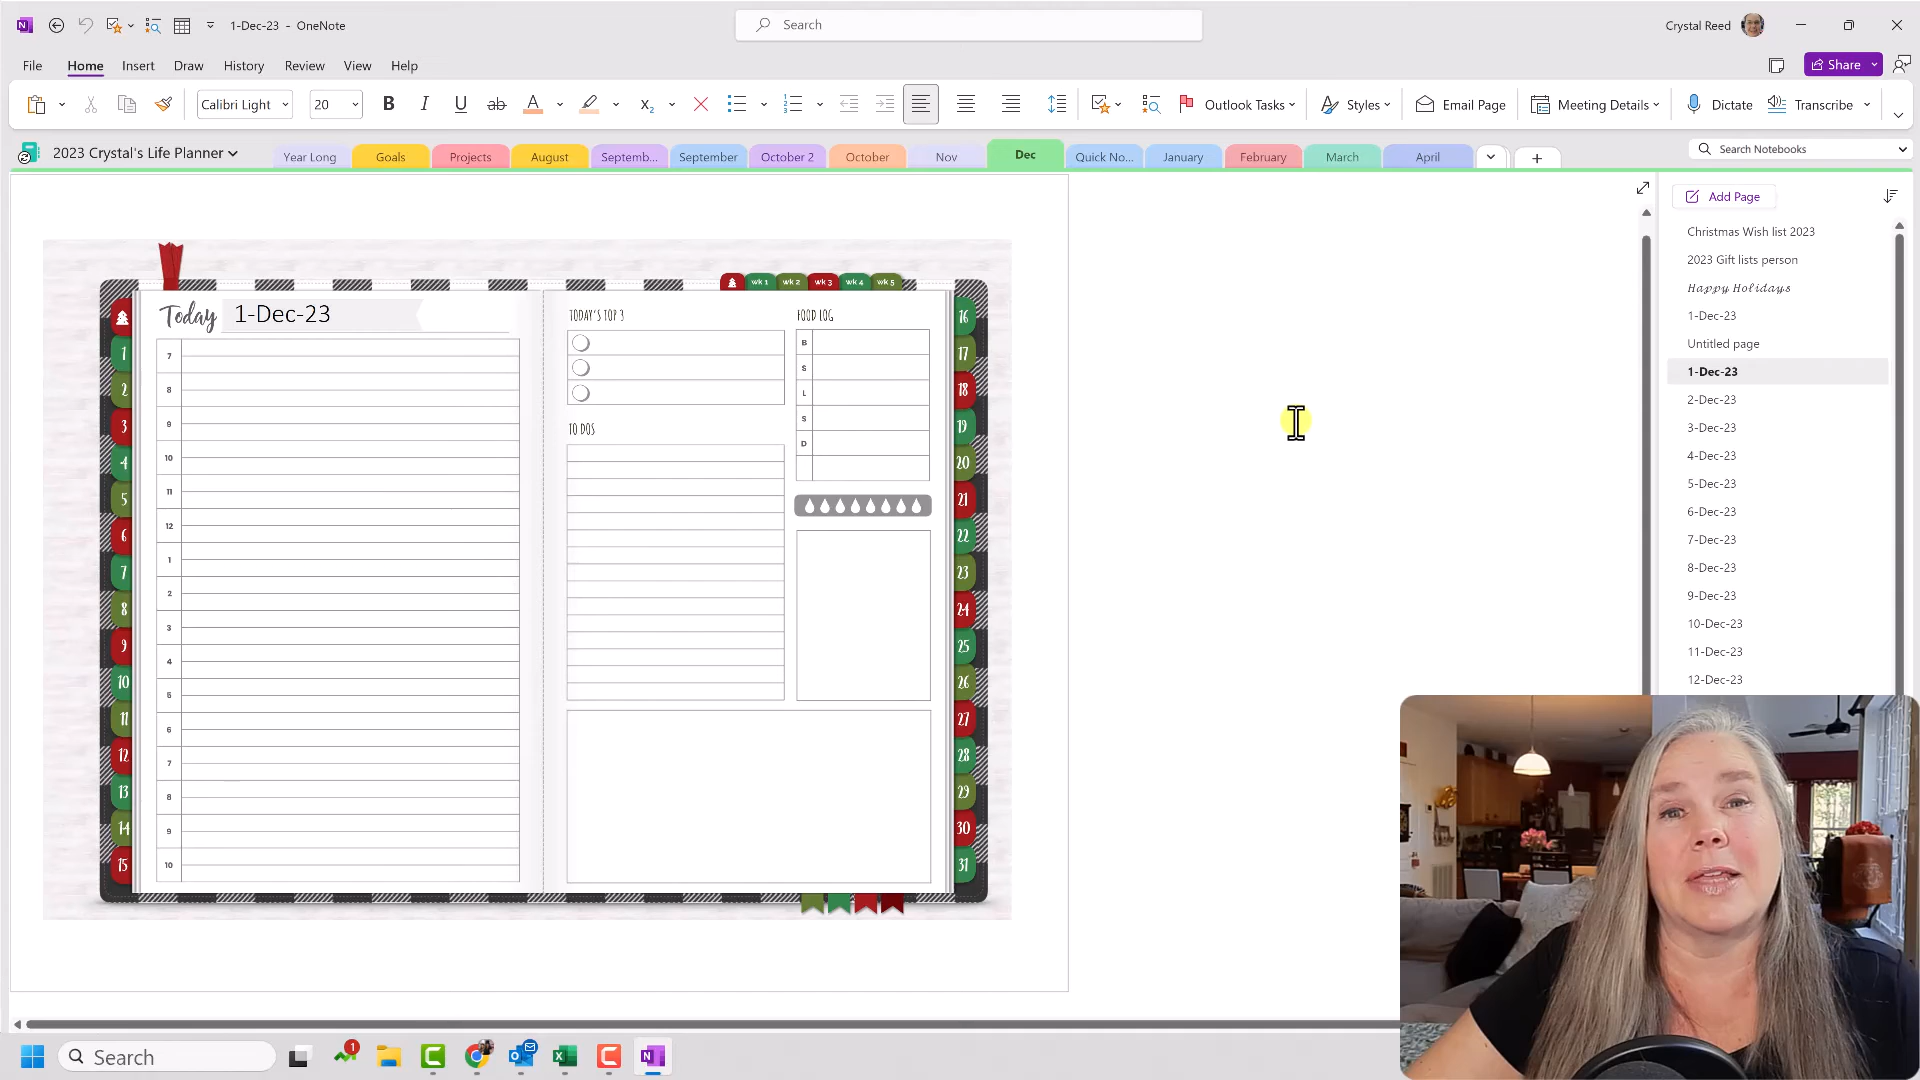 1-Dec-23 - OneNote
Search
Crystal Reed
File Home Insert Draw History Review View Help
Share
Calibri Light 20 B I U ab A
Outlook Tasks Styles Email Page Meeting Details Dictate Transcribe
2023 Crystal's Life Planner
Year Long Goals Projects August Septemb... September October 2 October Nov Dec Quick No... January February March April +
Search Notebooks
Add Page
Christmas Wish list 2023
2023 Gift lists person
Happy Holidays
1-Dec-23
Untitled page
1-Dec-23
2-Dec-23
3-Dec-23
4-Dec-23
5-Dec-23
6-Dec-23
7-Dec-23
8-Dec-23
9-Dec-23
10-Dec-23
11-Dec-23
12-Dec-23
wk 1 wk 2 wk 3 wk 4 wk 5
Today 1-Dec-23
1
2
3
4
5
6
7
8
9
10
11
12
13
14
15
7
8
9
10
11
12
1
2
3
4
5
6
7
8
9
10
TODAY'S TOP 3
TO DOS
FOOD LOG
B
S
L
S
D
16
17
18
19
20
21
22
23
24
25
26
27
28
29
30
31
Search
1